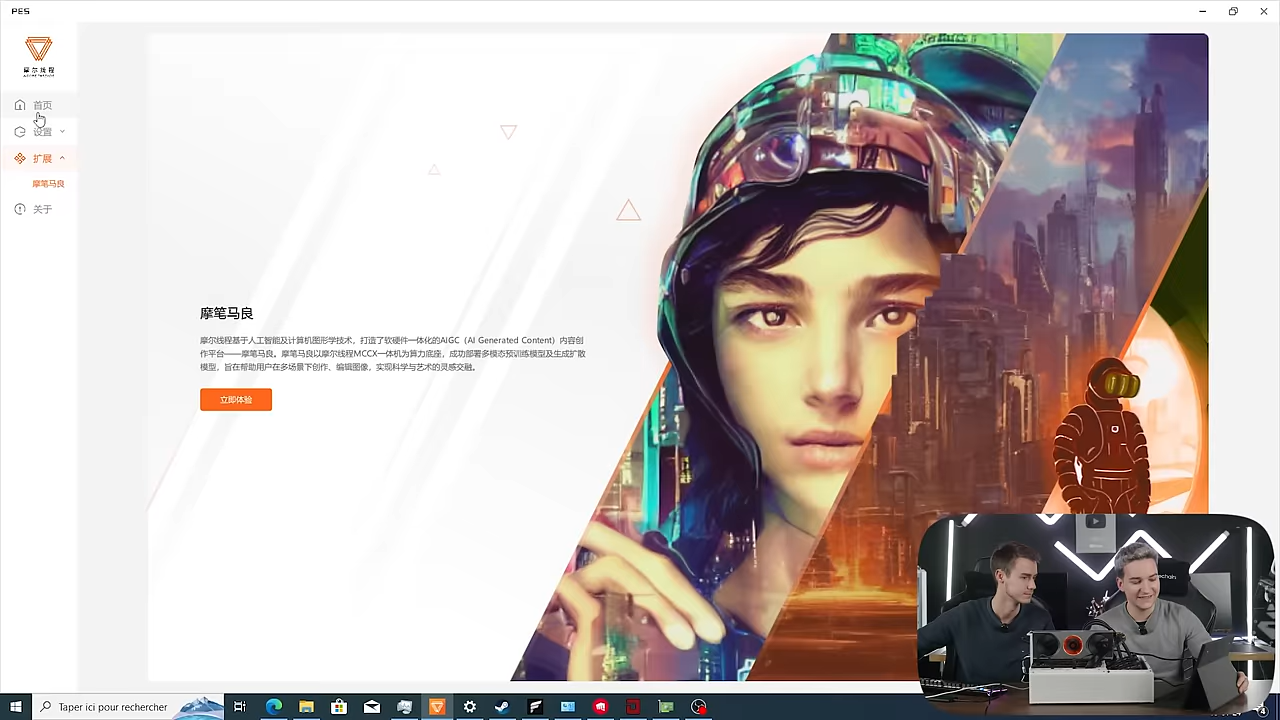 PES
摩尔线程
首页
设置
扩展
摩笔马良
关于
摩笔马良
摩尔线程基于人工智能及计算机图形学技术，打造了软硬件一体化的AIGC（AI Generated Content）内容创
作平台——摩笔马良。摩笔马良以摩尔线程MCCX一体机为算力底座，成功部署多模态预训练模型及生成扩散
模型，旨在帮助用户在多场景下创作、编辑图像，实现科学与艺术的灵感交融。
立即体验
Taper ici pour rechercher